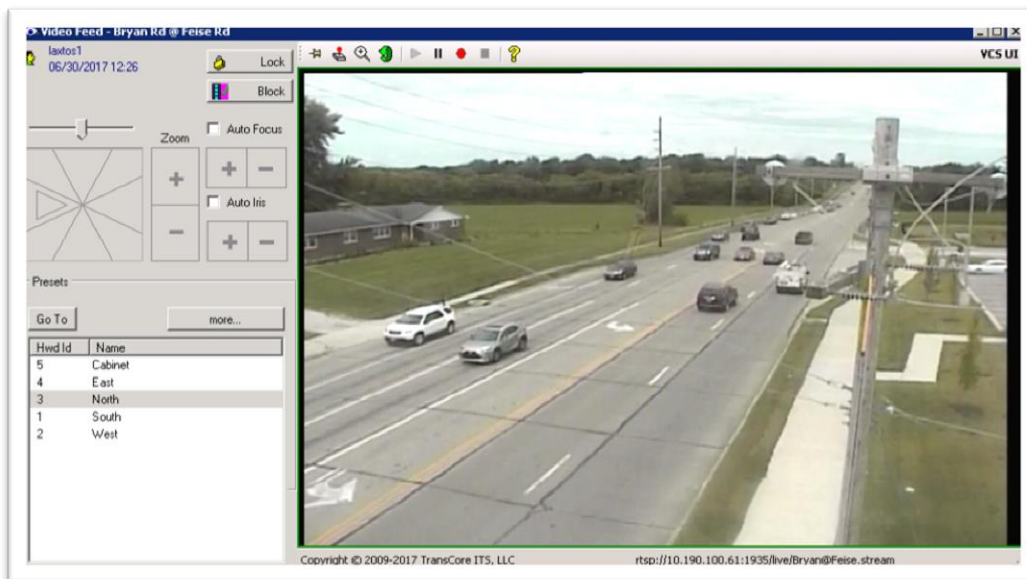 Video Feed - Bryan Rd @ Feise Rd
laxtos1
06/30/2017 12:26
Lock
Block
VCS UI
Zoom
Auto Focus
Auto Iris
Presets
Go To
more...
Hwd Id Name
5 Cabinet
4 East
3 North
1 South
2 West
Copyright © 2009-2017 TransCore ITS, LLC
rtsp://10.190.100.61:1935/live/Bryan@Feise.stream